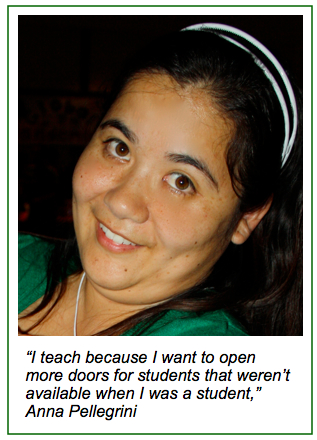 “I teach because I want to open
more doors for students that weren’t
available when I was a student,”
Anna Pellegrini